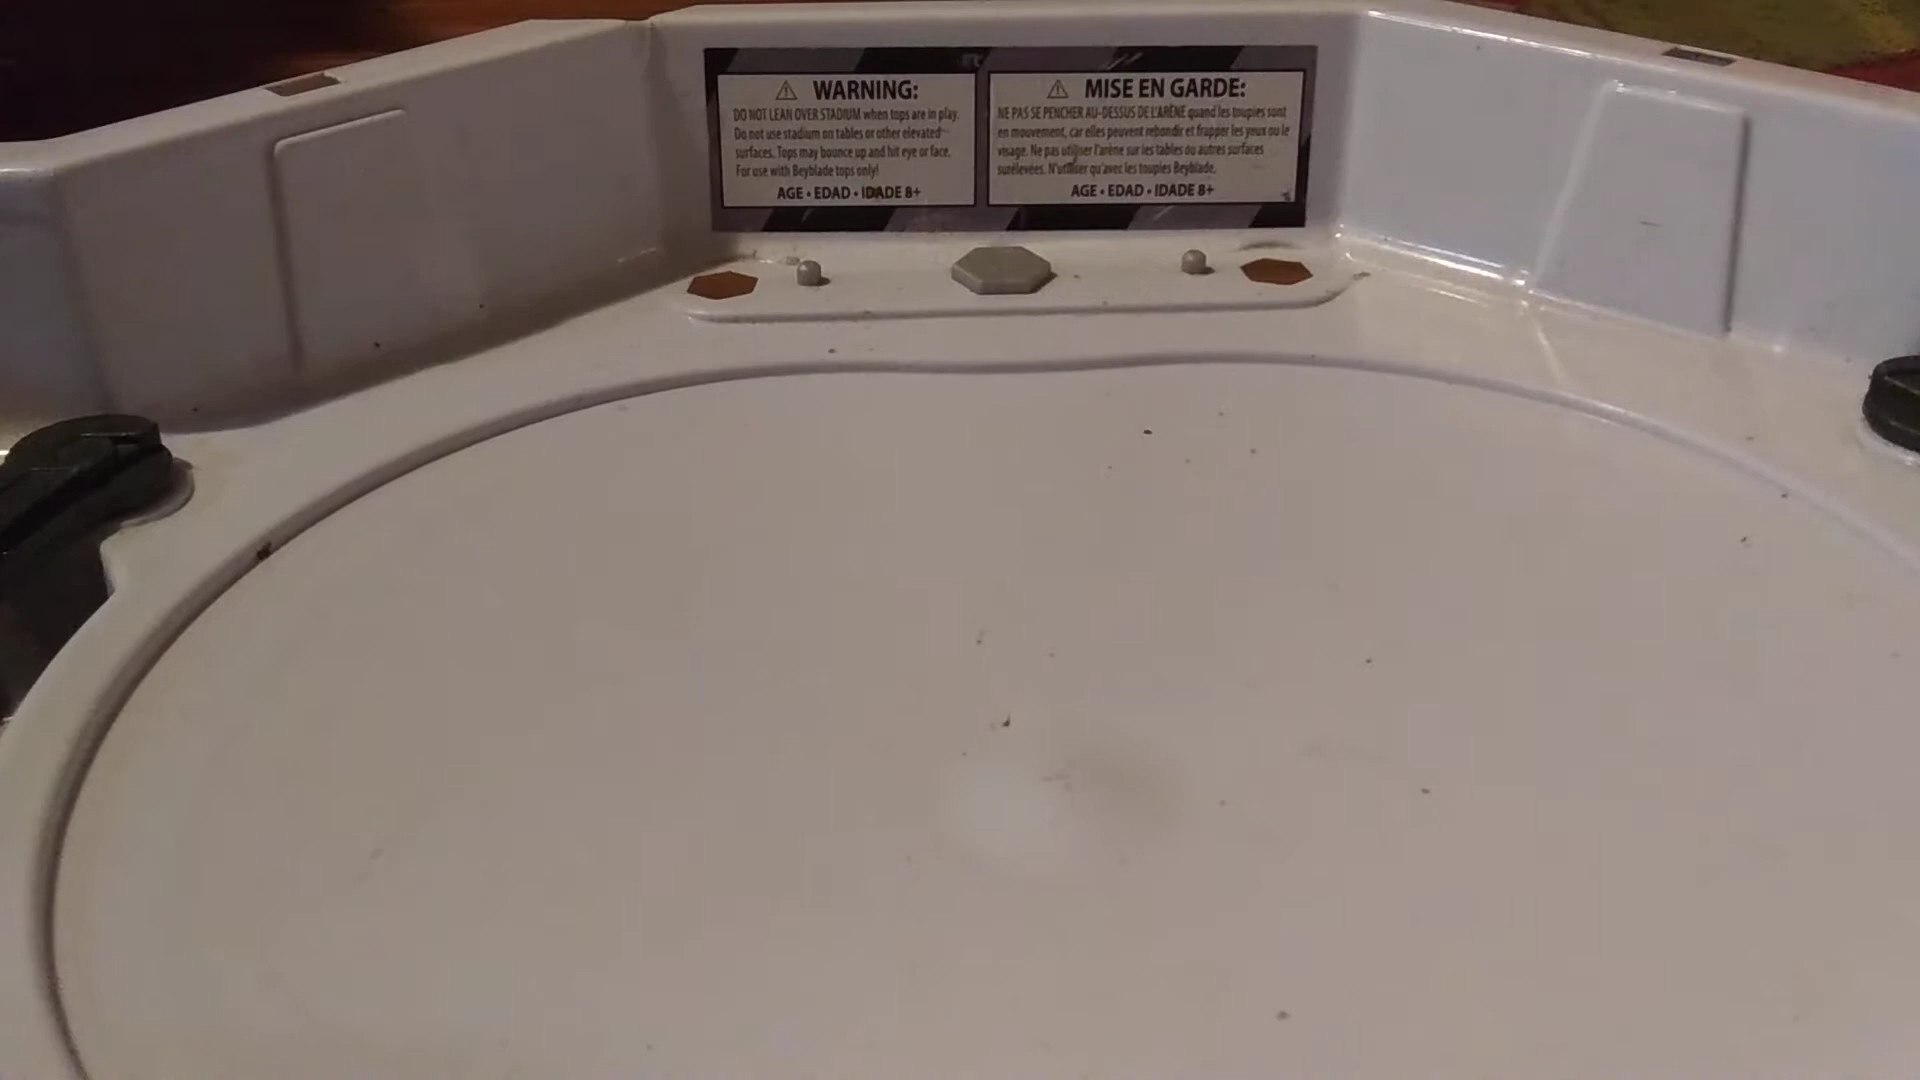 WARNING:
DO NOT LEAN OVER STADIUM when tops are in play.
Do not use stadium on tables or other elevated
surfaces. Tops may bounce up and hit eye or face.
For use with Beyblade tops only!
AGE • EDAD • IDADE 8+
MISE EN GARDE:
NE PAS SE PENCHER AU-DESSUS DE L'ARÈNE quand les toupies sont
en mouvement, car elles peuvent rebondir et frapper les yeux ou le
visage. Ne pas utiliser l'arène sur les tables ou autres surfaces
surélevées. N'utiliser qu'avec les toupies Beyblade.
AGE • EDAD • IDADE 8+